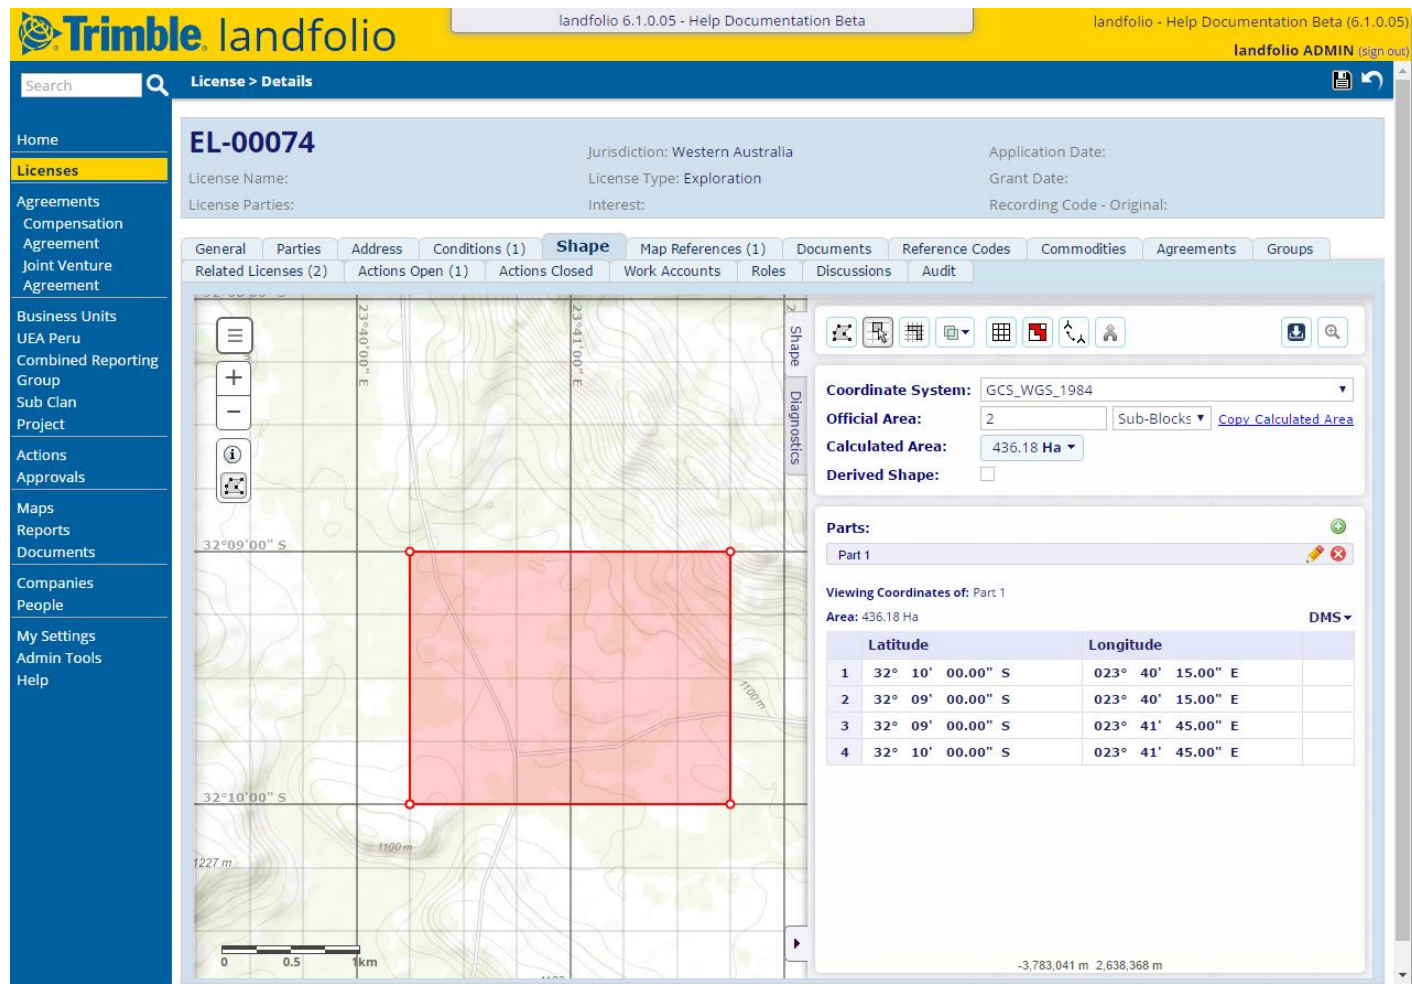 Trimble. landfolio
landfolio 6.1.0.05 - Help Documentation Beta
landfolio - Help Documentation Beta (6.1.0.05)
landfolio ADMIN (sign out)
Search
License > Details
Home
Licenses
Agreements
Compensation
Agreement
Joint Venture
Agreement
Business Units
UEA Peru
Combined Reporting
Group
Sub Clan
Project
Actions
Approvals
Maps
Reports
Documents
Companies
People
My Settings
Admin Tools
Help
EL-00074
Jurisdiction: Western Australia
Application Date:
License Name:
License Type: Exploration
Grant Date:
License Parties:
Interest:
Recording Code - Original:
General Parties Address Conditions (1) Shape Map References (1) Documents Reference Codes Commodities Agreements Groups
Related Licenses (2) Actions Open (1) Actions Closed Work Accounts Roles Discussions Audit
23°40'00" E
23°41'00" E
32°09'00" S
32°10'00" S
1100 m
1100 m
1227 m
0 0.5 1km
Shape
Diagnostics
Coordinate System: GCS_WGS_1984
Official Area: 2 Sub-Blocks Copy Calculated Area
Calculated Area: 436.18 Ha
Derived Shape:
Parts:
Part 1
Viewing Coordinates of: Part 1
Area: 436.18 Ha DMS
Latitude Longitude
1 32° 10' 00.00" S 023° 40' 15.00" E
2 32° 09' 00.00" S 023° 40' 15.00" E
3 32° 09' 00.00" S 023° 41' 45.00" E
4 32° 10' 00.00" S 023° 41' 45.00" E
-3,783,041 m 2,638,368 m